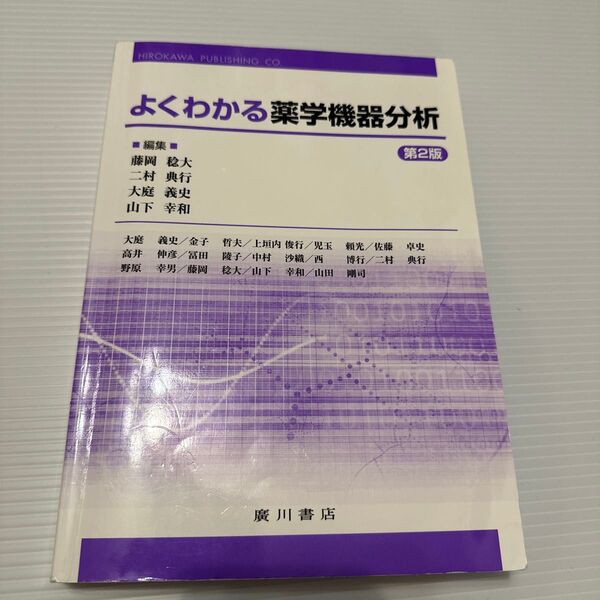 HIROKAWA PUBLISHING CO.
よくわかる薬学機器分析
第2版
■編集■
藤岡 稔大
二村 典行
大庭 義史
山下 幸和
大庭 義史／金子 哲夫／上垣内 俊行／児玉 頼光／佐藤 卓史
高井 伸彦／冨田 陵子／中村 沙織／西 博行／二村 典行
野原 幸男／藤岡 稔大／山下 幸和／山田 剛司
廣川書店